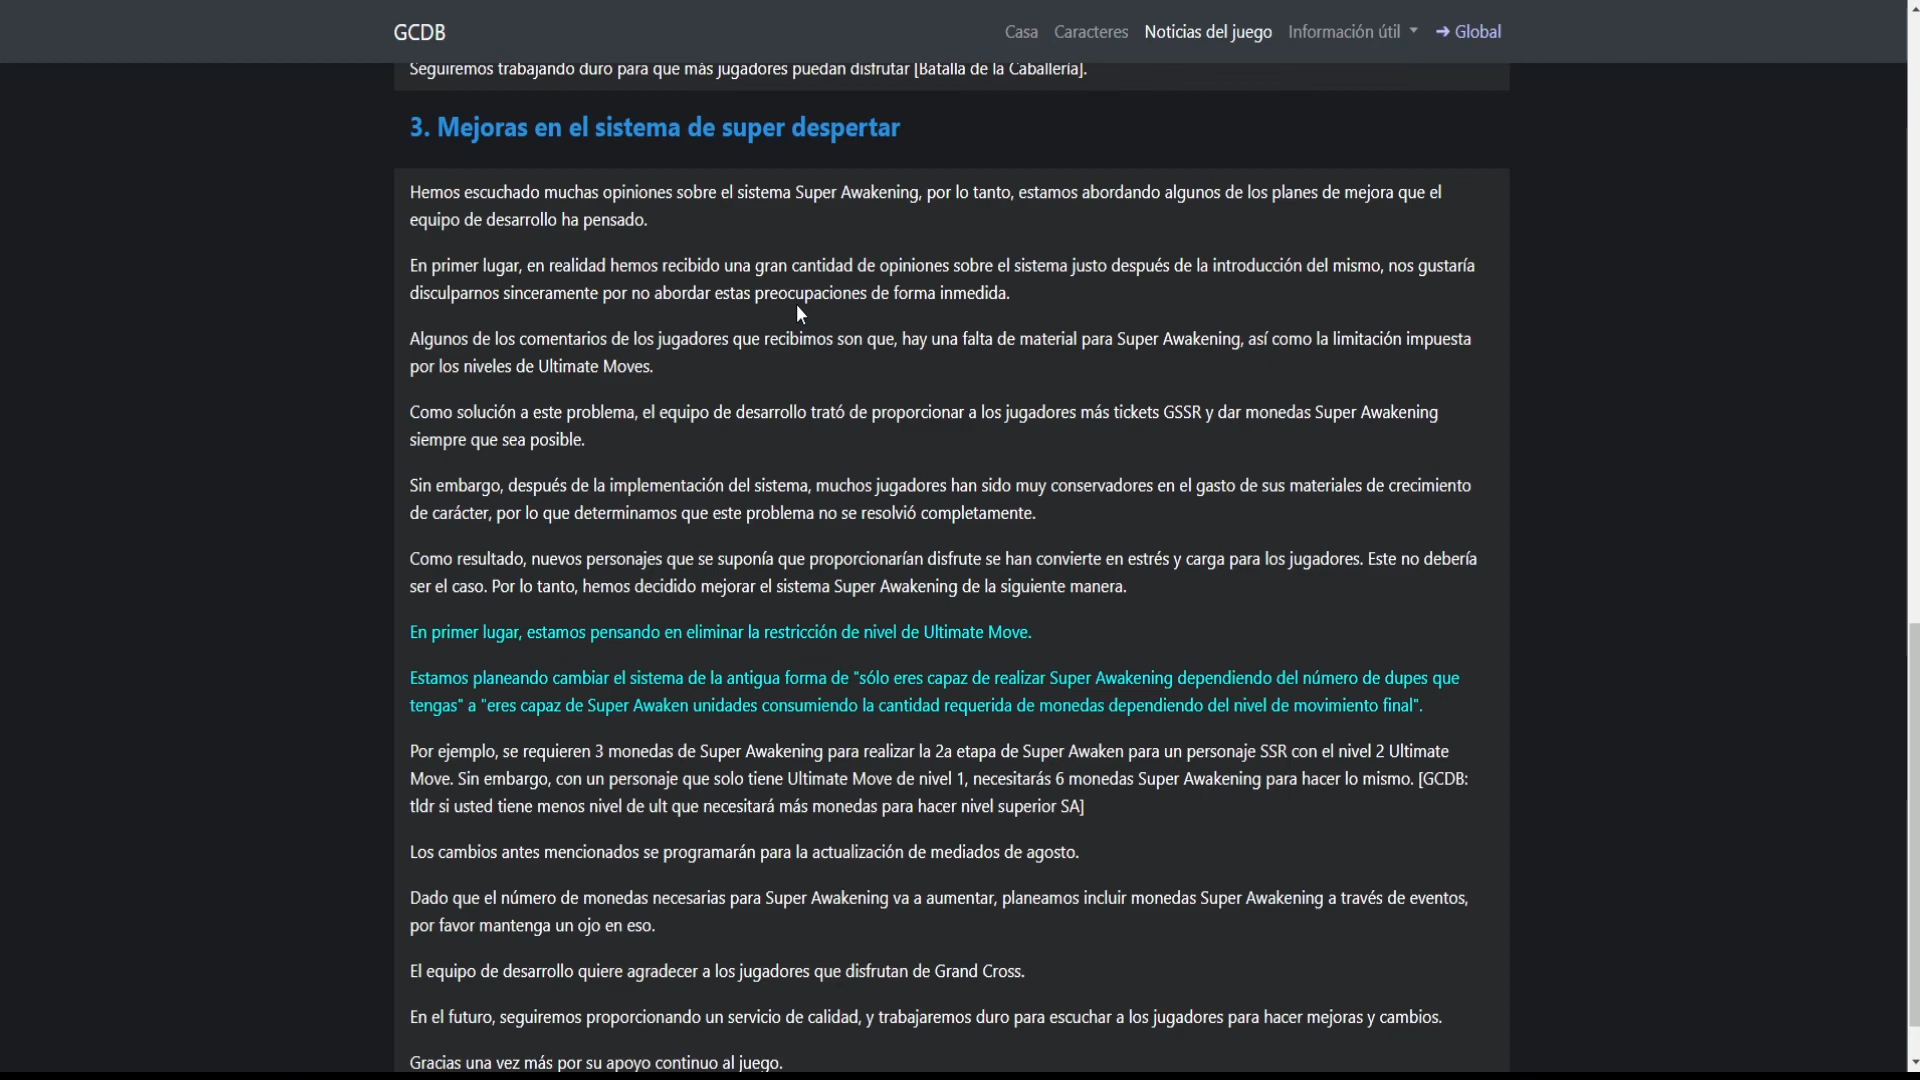 GCDB
Casa Caracteres Noticias del juego Información útil ➔ Global
Seguiremos trabajando duro para que más jugadores puedan disfrutar [Batalla de la Caballería].
3. Mejoras en el sistema de super despertar
Hemos escuchado muchas opiniones sobre el sistema Super Awakening, por lo tanto, estamos abordando algunos de los planes de mejora que el
equipo de desarrollo ha pensado.
En primer lugar, en realidad hemos recibido una gran cantidad de opiniones sobre el sistema justo después de la introducción del mismo, nos gustaría
disculparnos sinceramente por no abordar estas preocupaciones de forma inmedida.
Algunos de los comentarios de los jugadores que recibimos son que, hay una falta de material para Super Awakening, así como la limitación impuesta
por los niveles de Ultimate Moves.
Como solución a este problema, el equipo de desarrollo trató de proporcionar a los jugadores más tickets GSSR y dar monedas Super Awakening
siempre que sea posible.
Sin embargo, después de la implementación del sistema, muchos jugadores han sido muy conservadores en el gasto de sus materiales de crecimiento
de carácter, por lo que determinamos que este problema no se resolvió completamente.
Como resultado, nuevos personajes que se suponía que proporcionarían disfrute se han convierte en estrés y carga para los jugadores. Este no debería
ser el caso. Por lo tanto, hemos decidido mejorar el sistema Super Awakening de la siguiente manera.
En primer lugar, estamos pensando en eliminar la restricción de nivel de Ultimate Move.
Estamos planeando cambiar el sistema de la antigua forma de "sólo eres capaz de realizar Super Awakening dependiendo del número de dupes que
tengas" a "eres capaz de Super Awaken unidades consumiendo la cantidad requerida de monedas dependiendo del nivel de movimiento final".
Por ejemplo, se requieren 3 monedas de Super Awakening para realizar la 2a etapa de Super Awaken para un personaje SSR con el nivel 2 Ultimate
Move. Sin embargo, con un personaje que solo tiene Ultimate Move de nivel 1, necesitarás 6 monedas Super Awakening para hacer lo mismo. [GCDB:
tldr si usted tiene menos nivel de ult que necesitará más monedas para hacer nivel superior SA]
Los cambios antes mencionados se programarán para la actualización de mediados de agosto.
Dado que el número de monedas necesarias para Super Awakening va a aumentar, planeamos incluir monedas Super Awakening a través de eventos,
por favor mantenga un ojo en eso.
El equipo de desarrollo quiere agradecer a los jugadores que disfrutan de Grand Cross.
En el futuro, seguiremos proporcionando un servicio de calidad, y trabajaremos duro para escuchar a los jugadores para hacer mejoras y cambios.
Gracias una vez más por su apoyo continuo al juego.